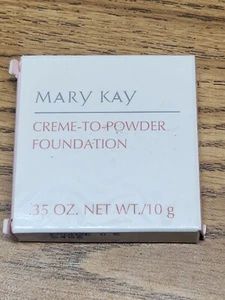 MARY KAY
CREME-TO-POWDER
FOUNDATION
.35 OZ. NET WT./10 g